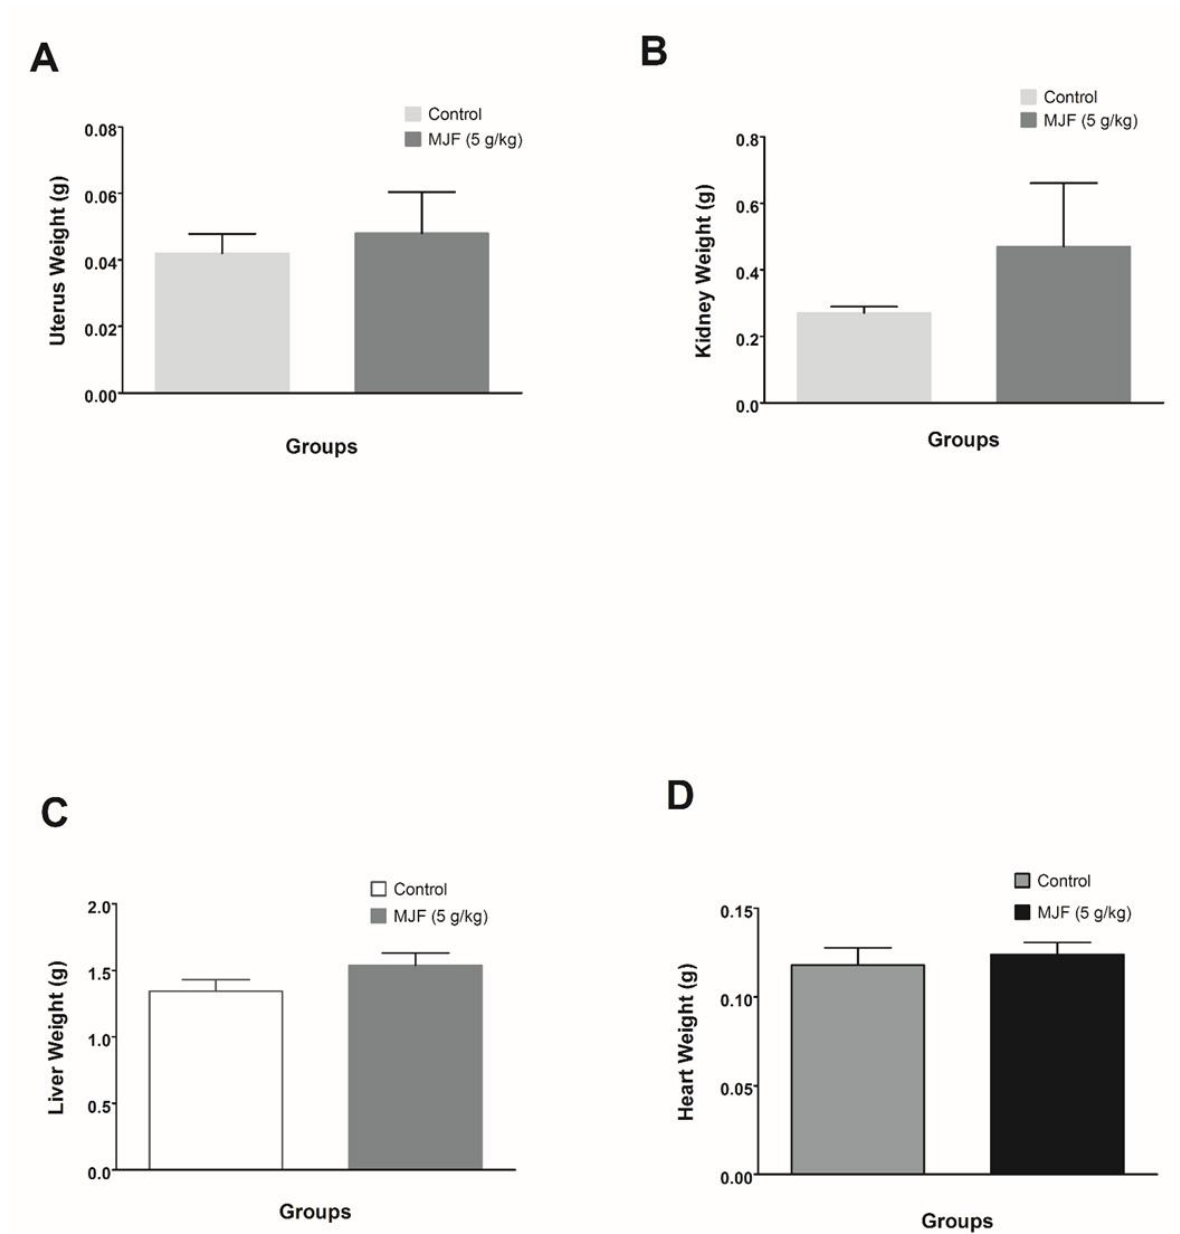 A
Control
MJF (5 g/kg)
0.08
0.06
0.04
0.02
0.00
Uterus Weight (g)
Groups
B
Control
MJF (5 g/kg)
0.8
0.6
0.4
0.2
0.0
Kidney Weight (g)
Groups
C
Control
MJF (5 g/kg)
2.0
1.5
1.0
0.5
0.0
Liver Weight (g)
Groups
D
Control
MJF (5 g/kg)
0.15
0.10
0.05
0.00
Heart Weight (g)
Groups